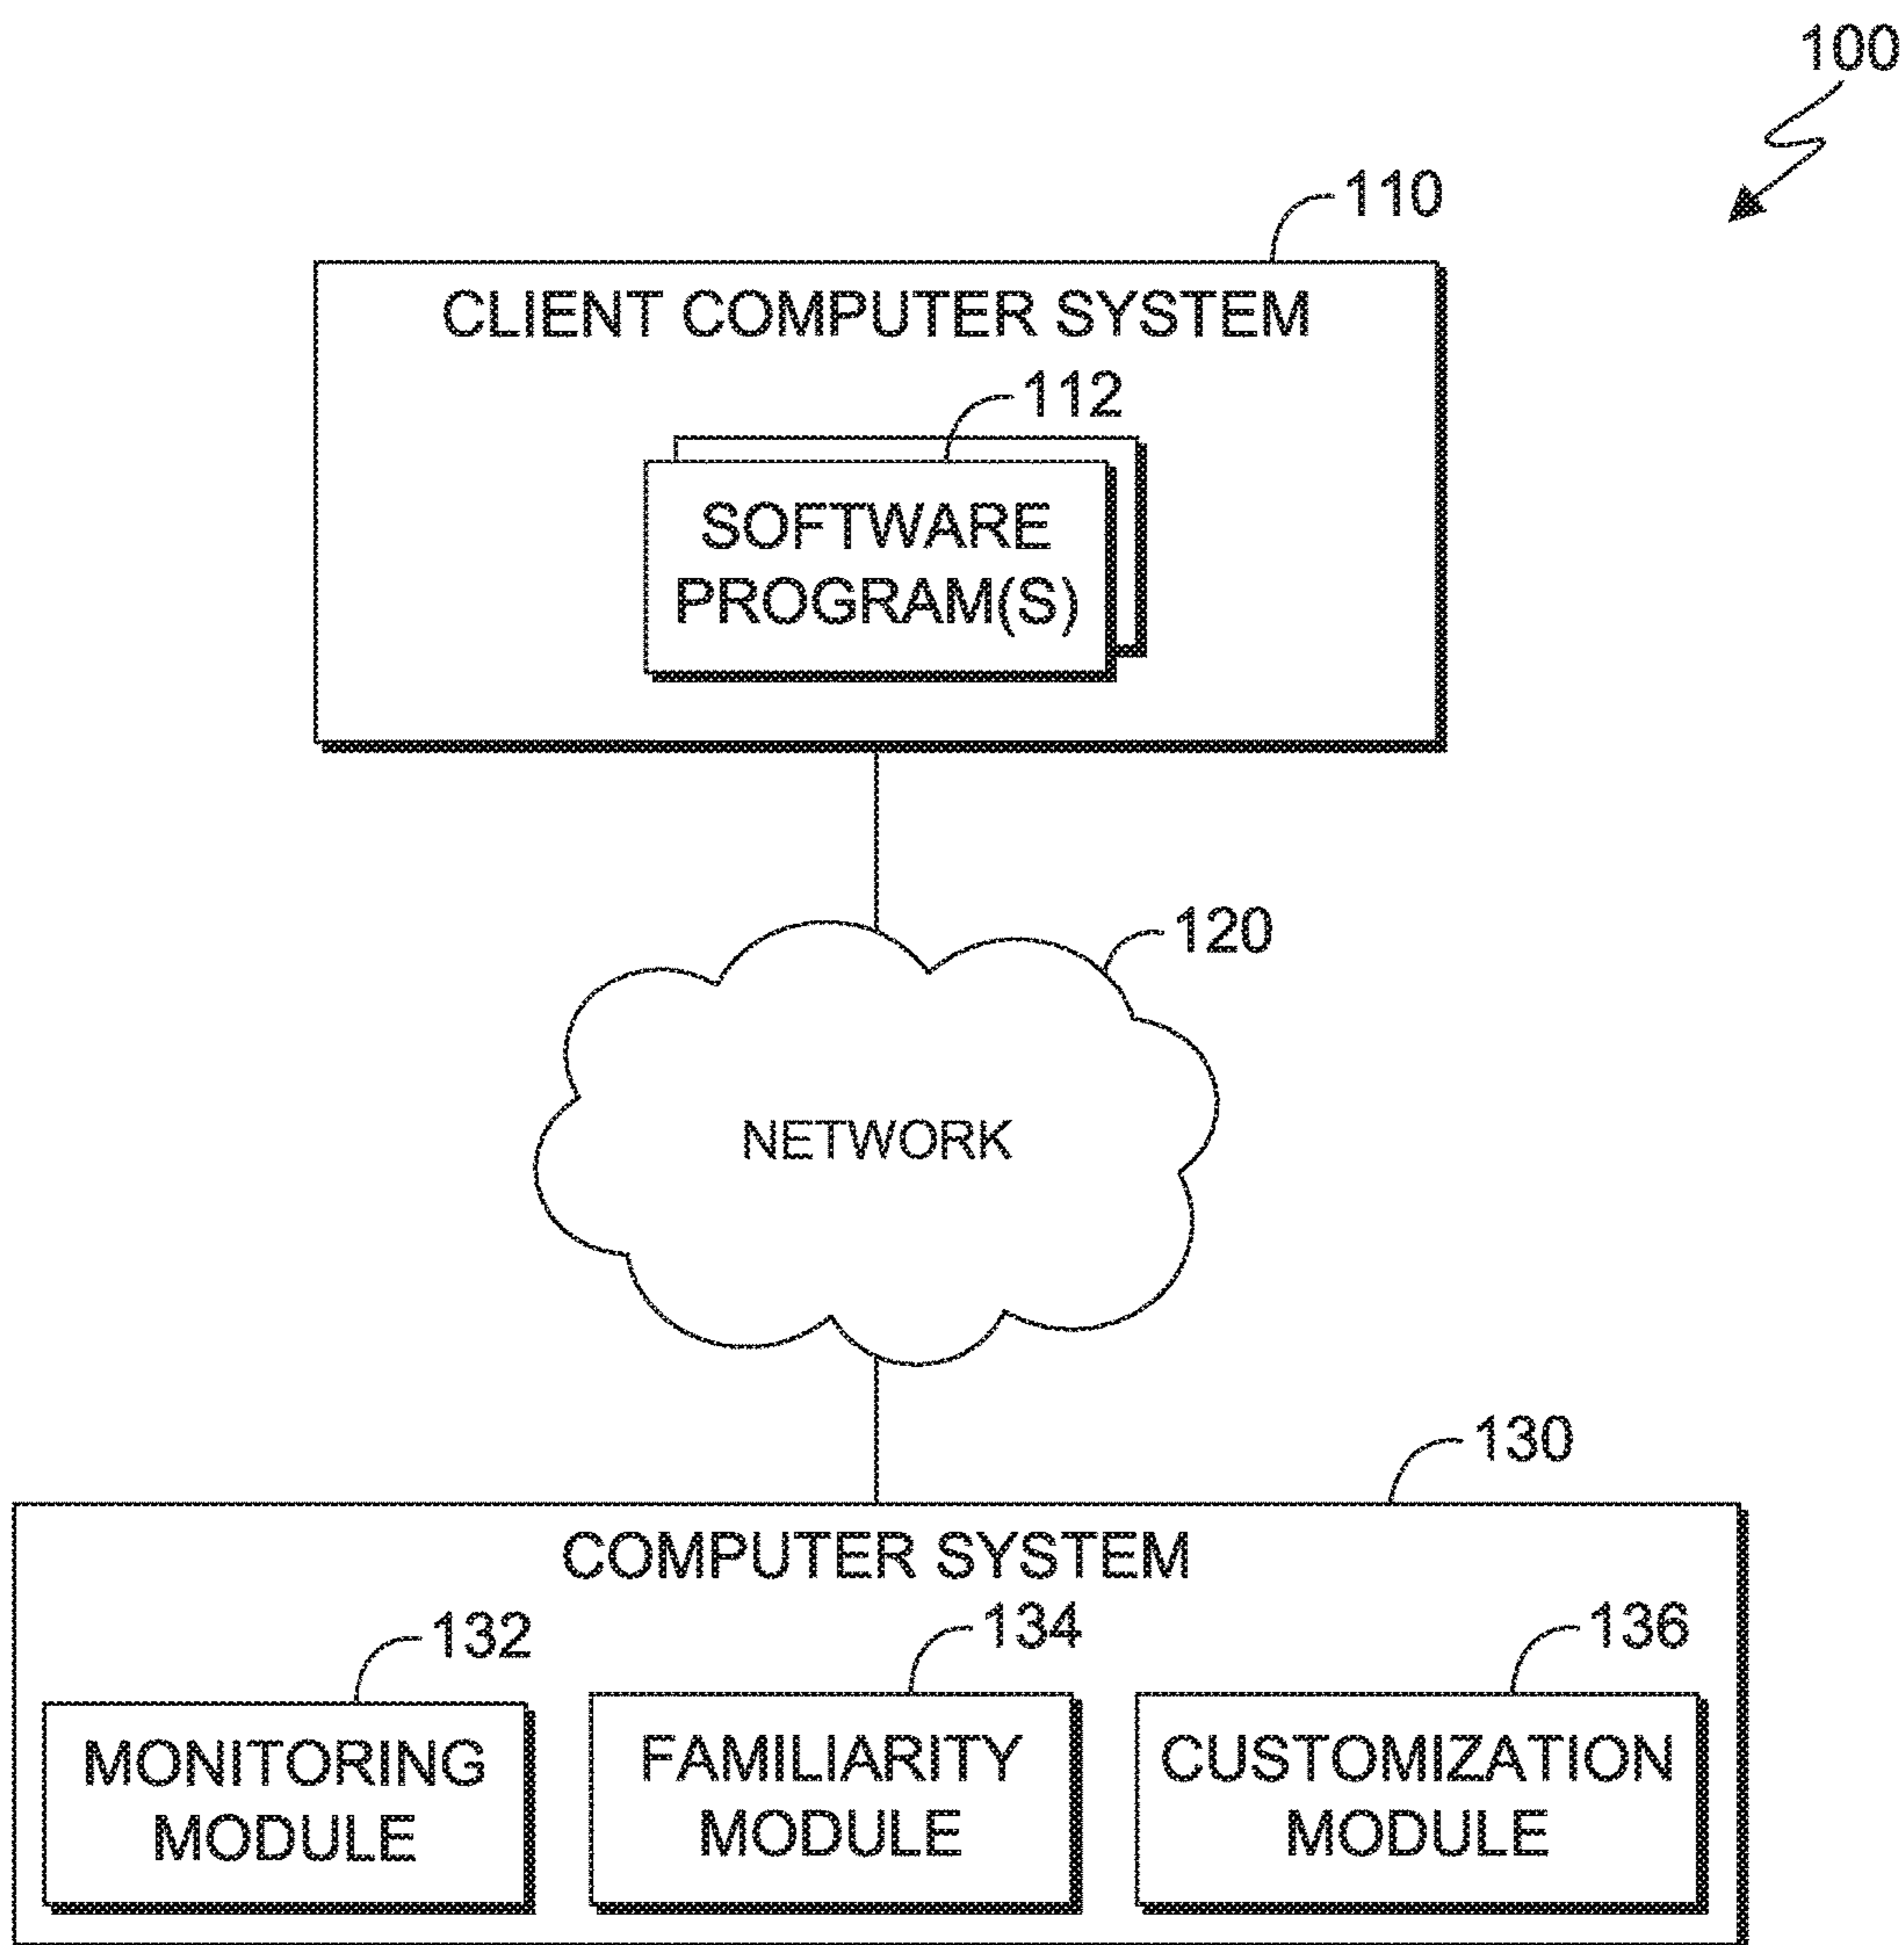 100
110
CLIENT COMPUTER SYSTEM
112
SOFTWARE
PROGRAM(S)
120
NETWORK
130
COMPUTER SYSTEM
132
134
136
MONITORING
MODULE
FAMILIARITY
MODULE
CUSTOMIZATION
MODULE